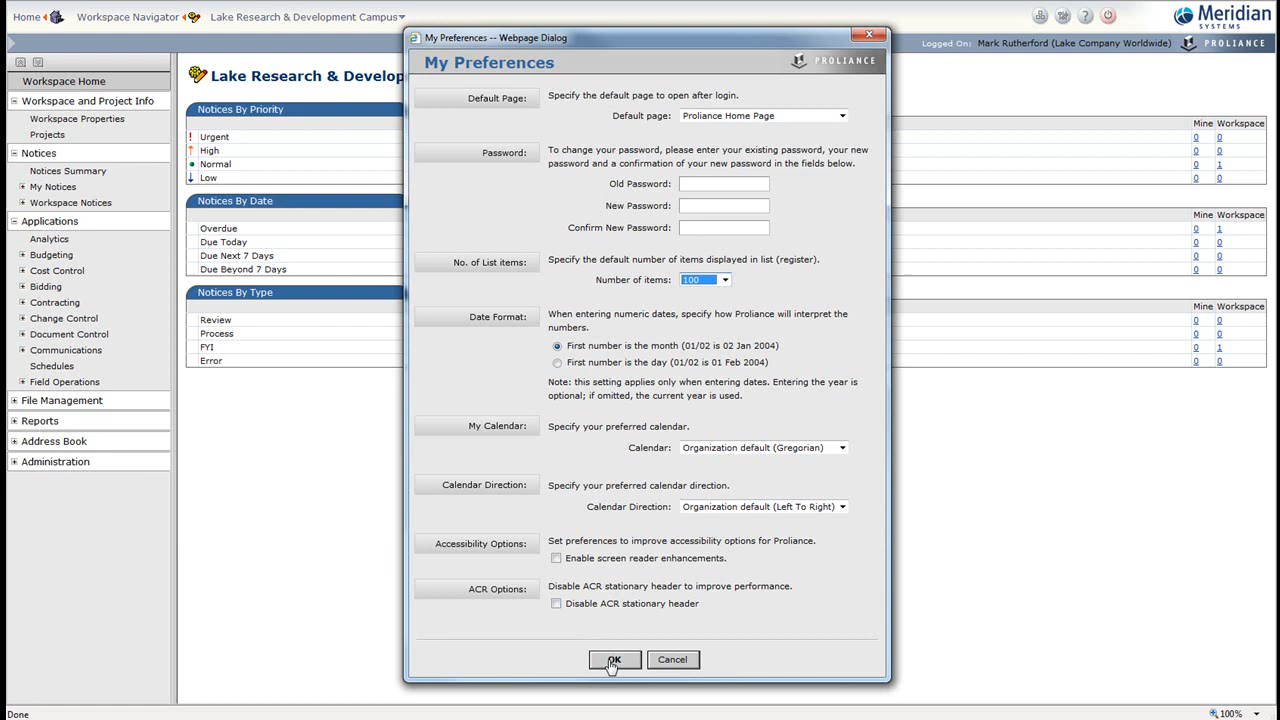 Home
Workspace Navigator
Lake Research & Development Campus
Meridian
SYSTEMS
Logged On: Mark Rutherford (Lake Company Worldwide)
PROLIANCE
Workspace Home
Workspace and Project Info
Workspace Properties
Projects
Notices
Notices Summary
My Notices
Workspace Notices
Applications
Analytics
Budgeting
Cost Control
Bidding
Contracting
Change Control
Document Control
Communications
Schedules
Field Operations
File Management
Reports
Address Book
Administration
Lake Research & Develop
Notices By Priority
Mine Workspace
Urgent 0 0
High 0 0
Normal 0 1
Low 0 0
Notices By Date
Mine Workspace
Overdue 0 1
Due Today 0 0
Due Next 7 Days 0 0
Due Beyond 7 Days 0 0
Notices By Type
Mine Workspace
Review 0 0
Process 0 0
FYI 0 1
Error 0 0
My Preferences -- Webpage Dialog
My Preferences
PROLIANCE
Default Page: Specify the default page to open after login.
Default page: Proliance Home Page
Password: To change your password, please enter your existing password, your new
password and a confirmation of your new password in the fields below.
Old Password:
New Password:
Confirm New Password:
No. of List items: Specify the default number of items displayed in list (register).
Number of items: 100
Date Format: When entering numeric dates, specify how Proliance will interpret the
numbers.
First number is the month (01/02 is 02 Jan 2004)
First number is the day (01/02 is 01 Feb 2004)
Note: this setting applies only when entering dates. Entering the year is
optional; if omitted, the current year is used.
My Calendar: Specify your preferred calendar.
Calendar: Organization default (Gregorian)
Calendar Direction: Specify your preferred calendar direction.
Calendar Direction: Organization default (Left To Right)
Accessibility Options: Set preferences to improve accessibility options for Proliance.
Enable screen reader enhancements.
ACR Options: Disable ACR stationary header to improve performance.
Disable ACR stationary header
OK Cancel
Done
100%